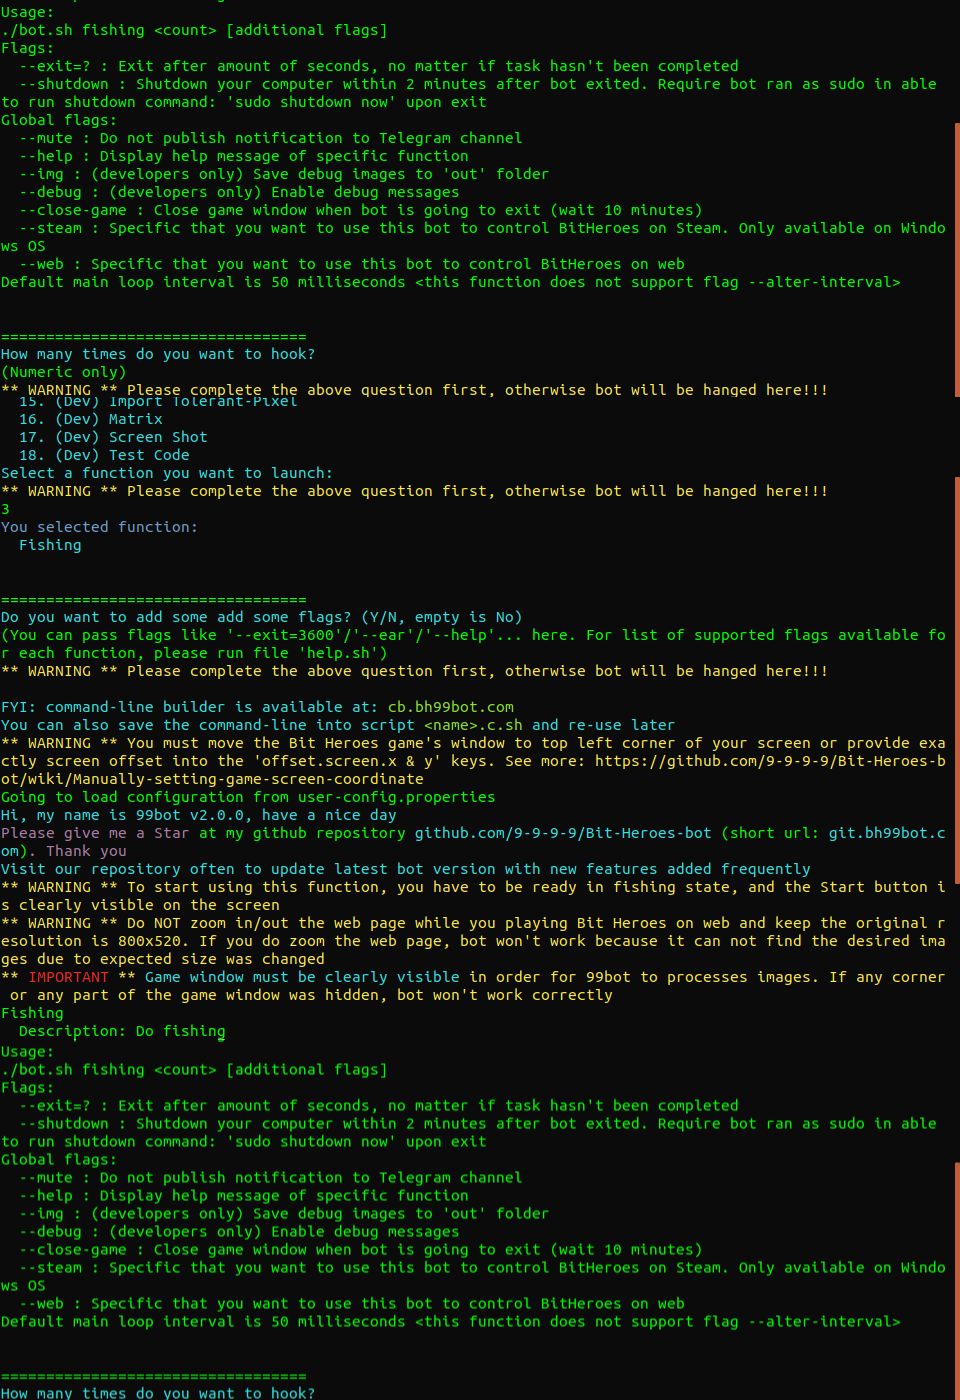 Usage:
./bot.sh fishing <count> [additional flags]
Flags:
  --exit=? : Exit after amount of seconds, no matter if task hasn't been completed
  --shutdown : Shutdown your computer within 2 minutes after bot exited. Require bot ran as sudo in able
to run shutdown command: 'sudo shutdown now' upon exit
Global flags:
  --mute : Do not publish notification to Telegram channel
  --help : Display help message of specific function
  --img : (developers only) Save debug images to 'out' folder
  --debug : (developers only) Enable debug messages
  --close-game : Close game window when bot is going to exit (wait 10 minutes)
  --steam : Specific that you want to use this bot to control BitHeroes on Steam. Only available on Windo
ws OS
  --web : Specific that you want to use this bot to control BitHeroes on web
Default main loop interval is 50 milliseconds <this function does not support flag --alter-interval>
==================================
How many times do you want to hook?
(Numeric only)
** WARNING ** Please complete the above question first, otherwise bot will be hanged here!!!
  15. (Dev) Import Tolerant-Pixel
  16. (Dev) Matrix
  17. (Dev) Screen Shot
  18. (Dev) Test Code
Select a function you want to launch:
** WARNING ** Please complete the above question first, otherwise bot will be hanged here!!!
3
You selected function:
  Fishing
==================================
Do you want to add some add some flags? (Y/N, empty is No)
(You can pass flags like '--exit=3600'/'--ear'/'--help'... here. For list of supported flags available fo
r each function, please run file 'help.sh')
** WARNING ** Please complete the above question first, otherwise bot will be hanged here!!!
FYI: command-line builder is available at: cb.bh99bot.com
You can also save the command-line into script <name>.c.sh and re-use later
** WARNING ** You must move the Bit Heroes game's window to top left corner of your screen or provide exa
ctly screen offset into the 'offset.screen.x & y' keys. See more: https://github.com/9-9-9-9/Bit-Heroes-b
ot/wiki/Manually-setting-game-screen-coordinate
Going to load configuration from user-config.properties
Hi, my name is 99bot v2.0.0, have a nice day
Please give me a Star at my github repository github.com/9-9-9-9/Bit-Heroes-bot (short url: git.bh99bot.c
om). Thank you
Visit our repository often to update latest bot version with new features added frequently
** WARNING ** To start using this function, you have to be ready in fishing state, and the Start button i
s clearly visible on the screen
** WARNING ** Do NOT zoom in/out the web page while you playing Bit Heroes on web and keep the original r
esolution is 800x520. If you do zoom the web page, bot won't work because it can not find the desired ima
ges due to expected size was changed
** IMPORTANT ** Game window must be clearly visible in order for 99bot to processes images. If any corner
 or any part of the game window was hidden, bot won't work correctly
Fishing
  Description: Do fishing
Usage:
./bot.sh fishing <count> [additional flags]
Flags:
  --exit=? : Exit after amount of seconds, no matter if task hasn't been completed
  --shutdown : Shutdown your computer within 2 minutes after bot exited. Require bot ran as sudo in able
to run shutdown command: 'sudo shutdown now' upon exit
Global flags:
  --mute : Do not publish notification to Telegram channel
  --help : Display help message of specific function
  --img : (developers only) Save debug images to 'out' folder
  --debug : (developers only) Enable debug messages
  --close-game : Close game window when bot is going to exit (wait 10 minutes)
  --steam : Specific that you want to use this bot to control BitHeroes on Steam. Only available on Windo
ws OS
  --web : Specific that you want to use this bot to control BitHeroes on web
Default main loop interval is 50 milliseconds <this function does not support flag --alter-interval>
==================================
How many times do you want to hook?